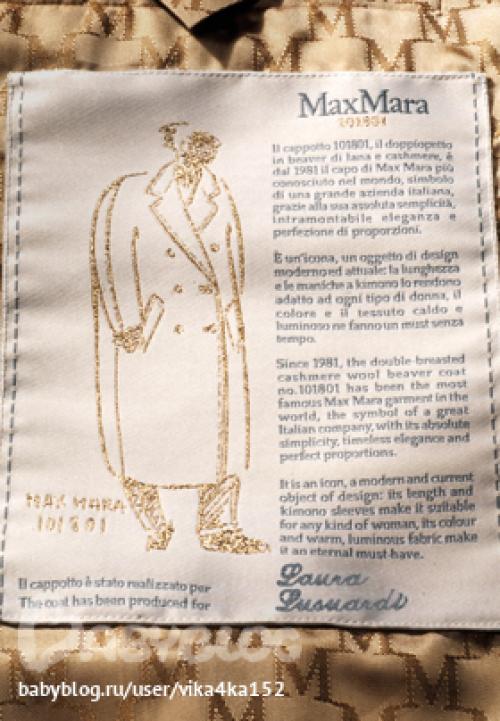 MaxMara
101801
Il cappotto 101801, il doppiopetto
in beaver di lana e cashmere, è
dal 1981 il capo di Max Mara più
conosciuto nel mondo, simbolo
di una grande azienda italiana,
grazie alla sua assoluta semplicità,
intramontabile eleganza e
perfezione di proporzioni.
È un'icona, un oggetto di design
moderno ed attuale: la lunghezza
e le maniche a kimono lo rendono
adatto ad ogni tipo di donna, il
colore e il tessuto caldo e
luminoso ne fanno un must senza
tempo.
Since 1981, the double-breasted
cashmere wool beaver coat
no.101801 has been the most
famous Max Mara garment in the
world, the symbol of a great
Italian company, with its absolute
simplicity, timeless elegance and
perfect proportions.
It is an icon, a modern and current
object of design: its length and
kimono sleeves make it suitable
for any kind of woman, its colour
and warm, luminous fabric make
it an eternal must-have.
MAX MARA
101801
Il cappotto è stato realizzato per
The coat has been produced for
Laura
Lusuardi
babyblog.ru/user/vika4ka152